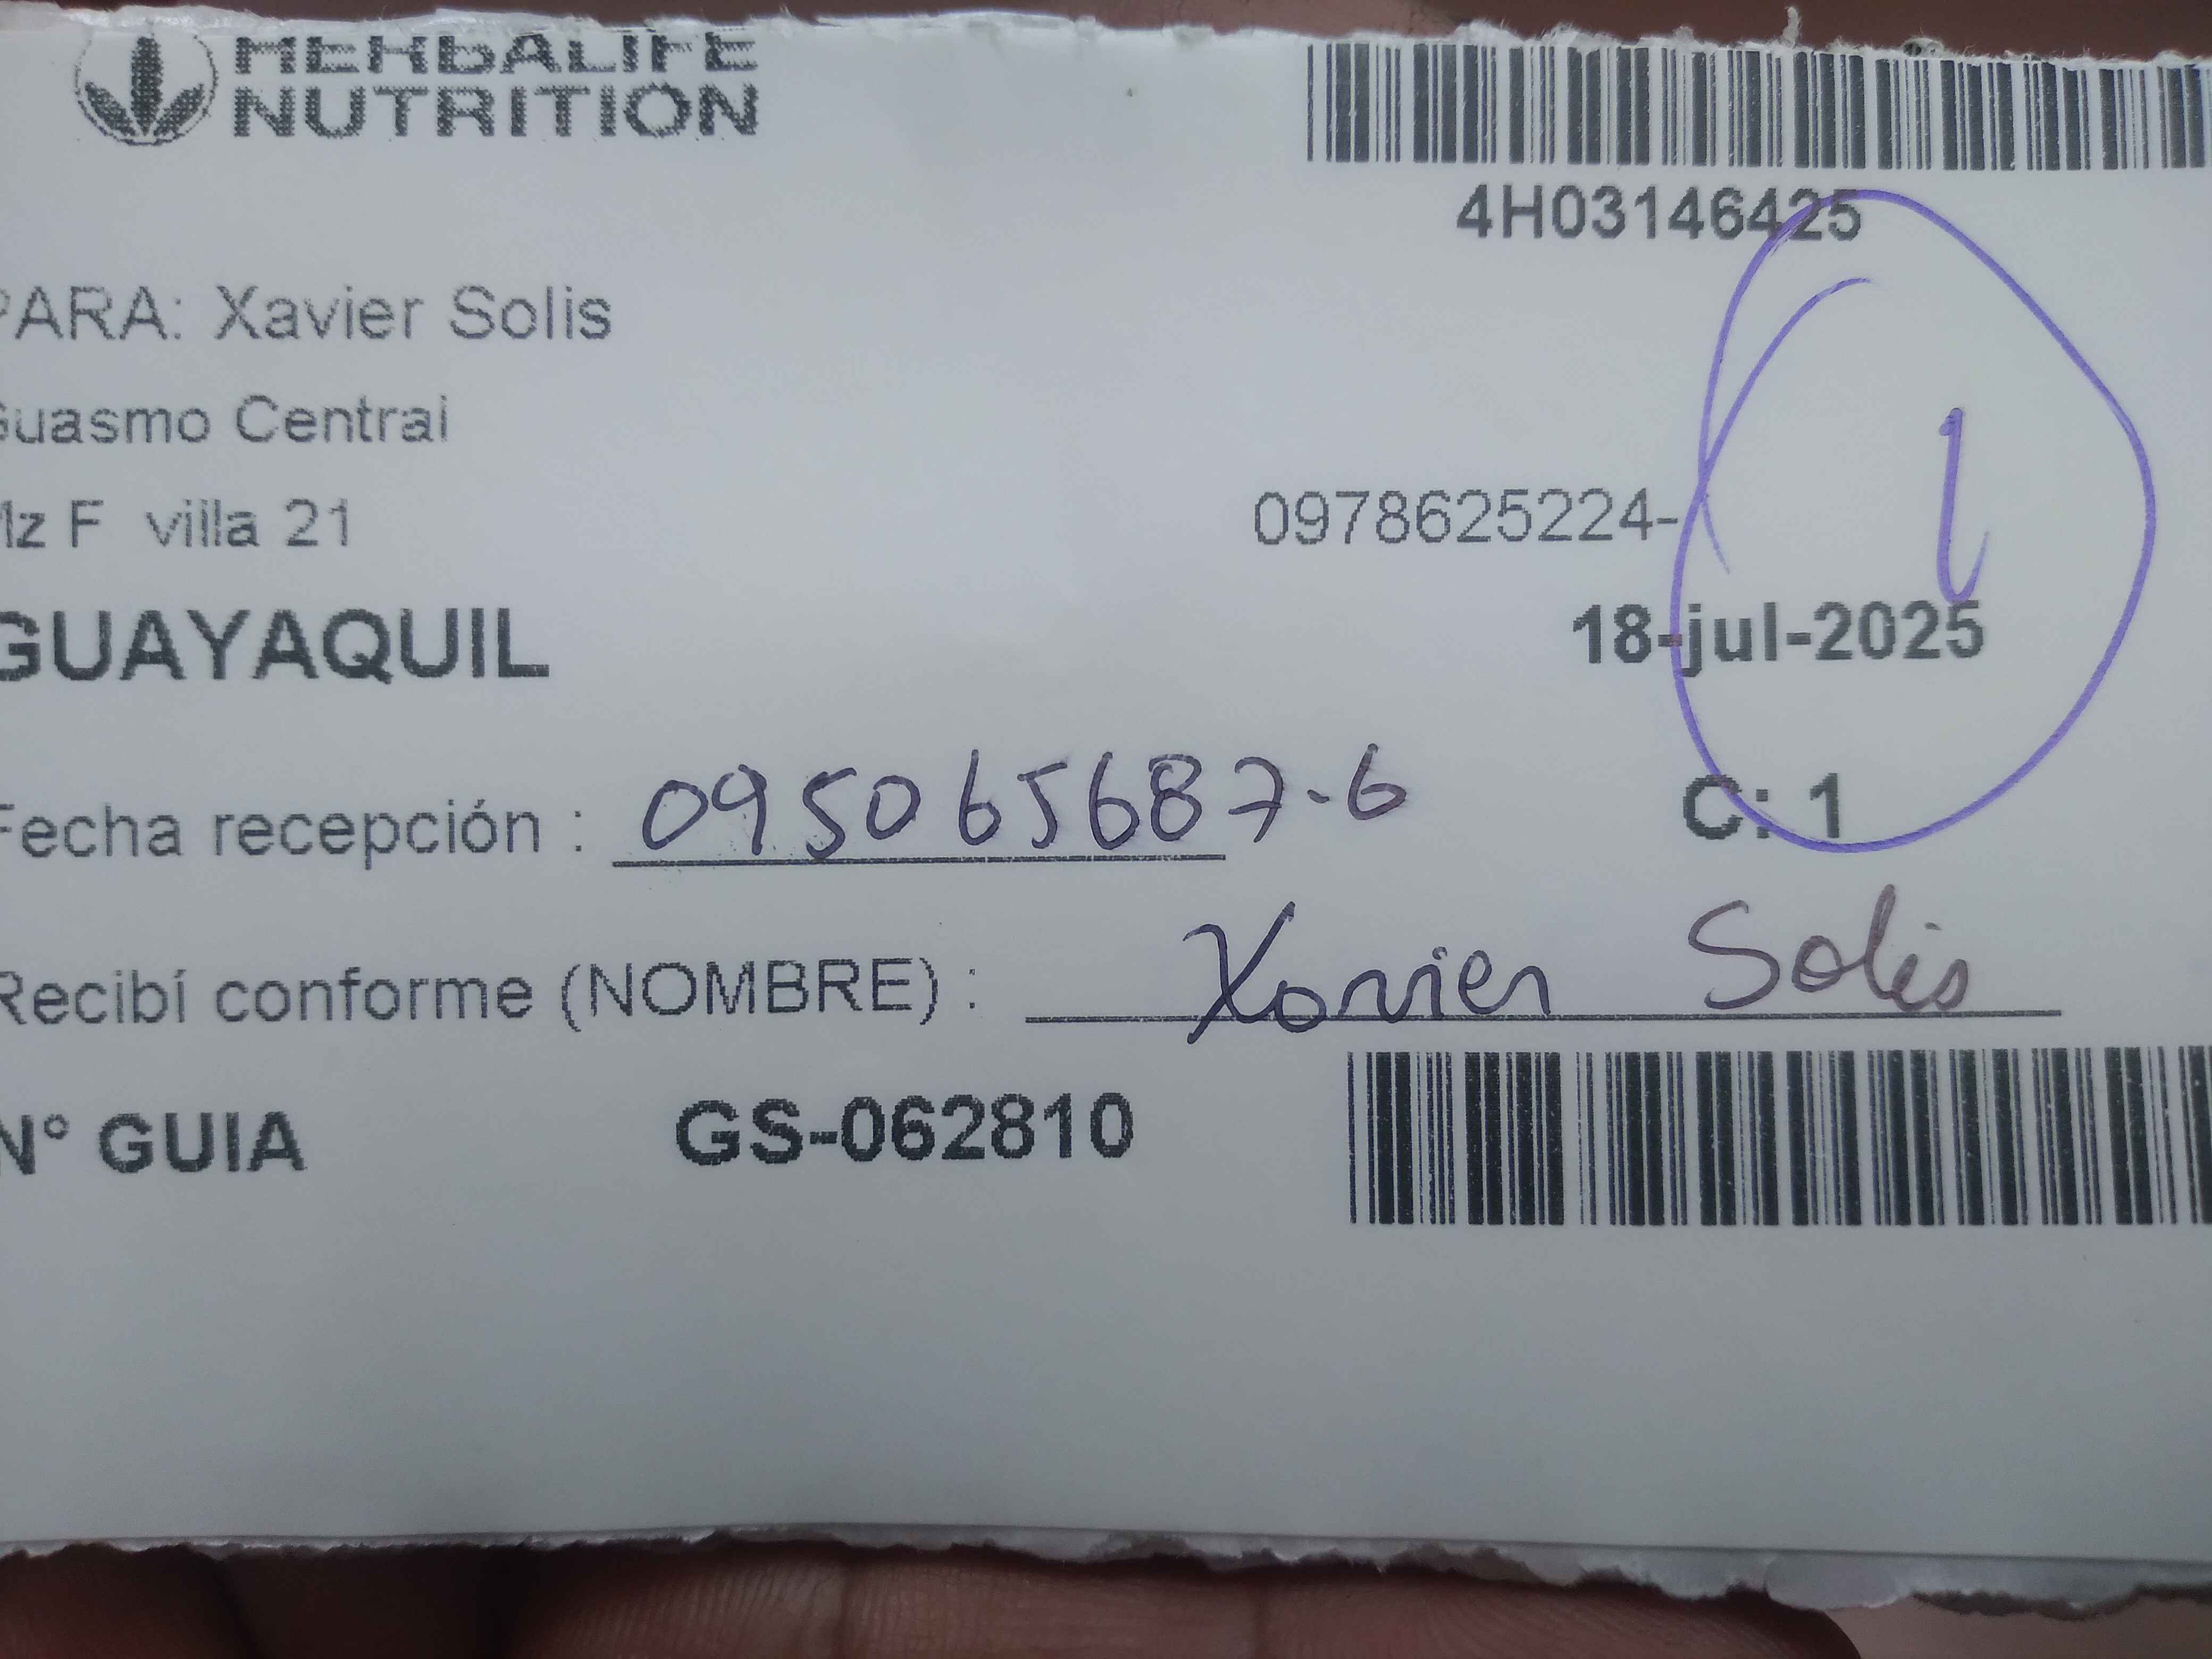 HERBALIFE
NUTRITION
4H03146425
PARA: Xavier Solis
Guasmo Central
Mz F villa 21
0978625224-
1
GUAYAQUIL
18-jul-2025
Fecha recepción : 095065687-6
C: 1
Recibí conforme (NOMBRE) : Xavier Solis
N° GUIA GS-062810